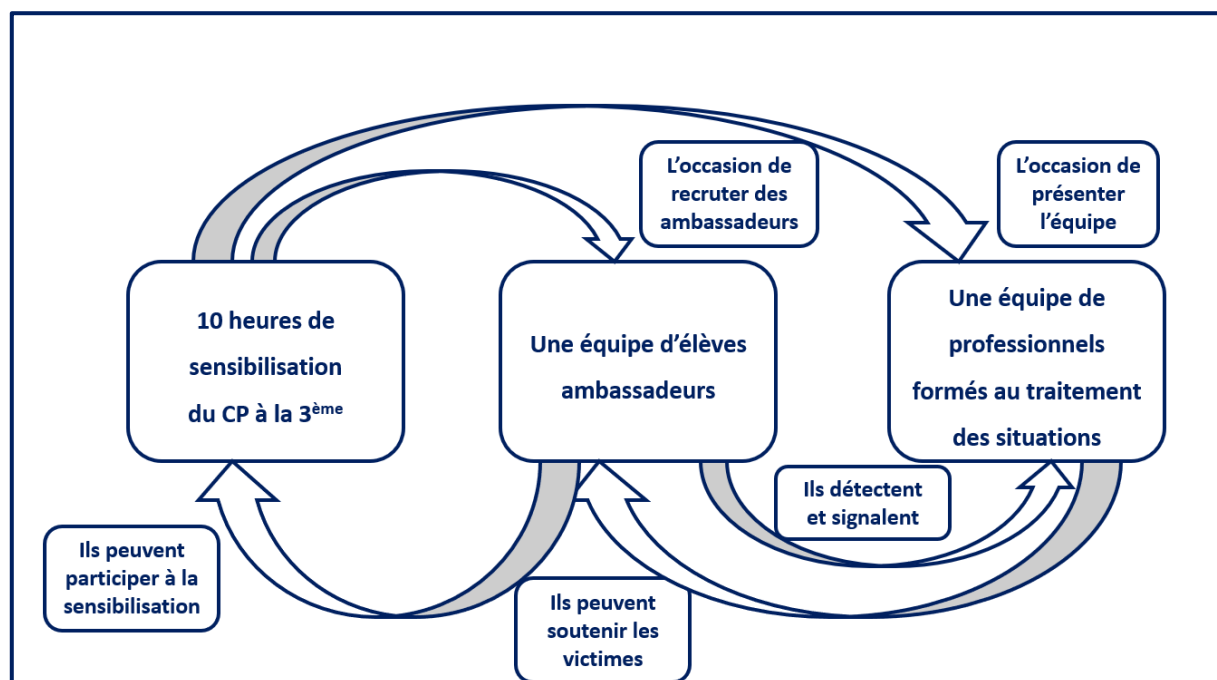 L’occasion de
recruter des
ambassadeurs
L’occasion de
présenter
l’équipe
10 heures de
sensibilisation
du CP à la 3ème
Une équipe d’élèves
ambassadeurs
Une équipe de
professionnels
formés au traitement
des situations
Ils détectent
et signalent
Ils peuvent
participer à la
sensibilisation
Ils peuvent
soutenir les
victimes